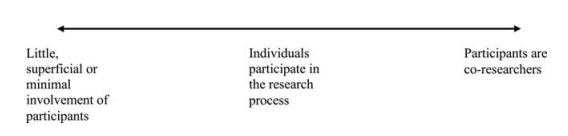 Little,
superficial or
minimal
involvement of
participants
Individuals
participate in
the research
process
Participants are
co-researchers